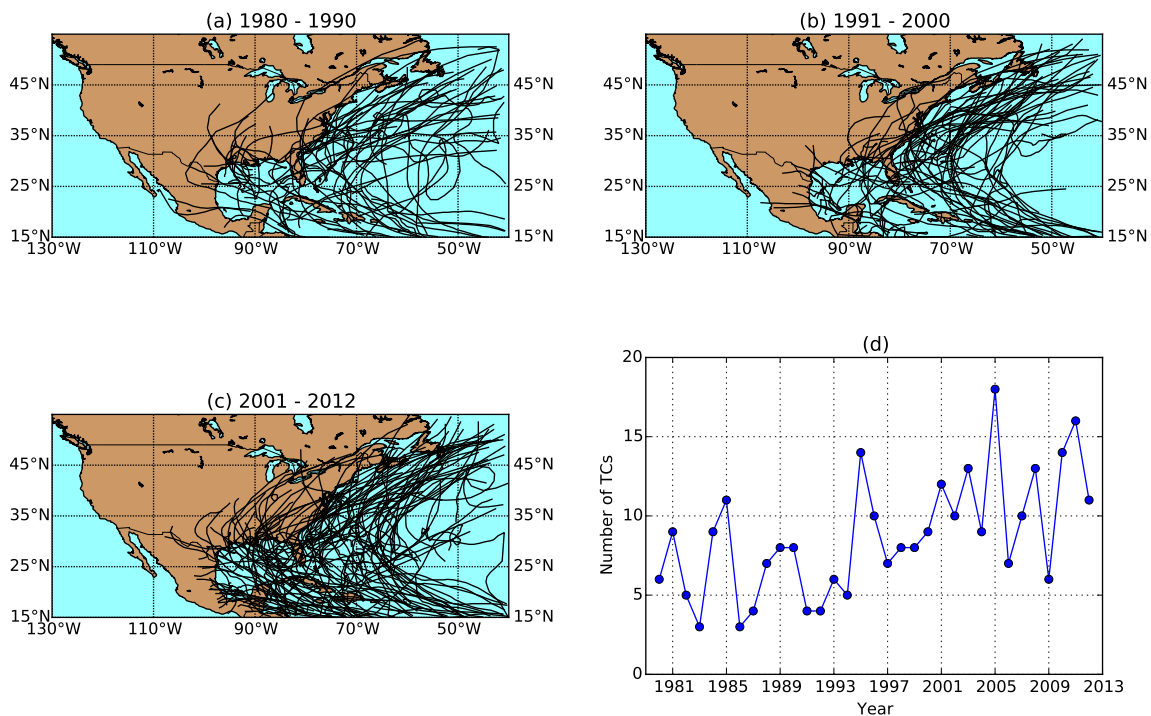 (a) 1980 - 1990
45°N
35°N
25°N
15°N
130°W 110°W 90°W 70°W 50°W
45°N
35°N
25°N
15°N
(b) 1991 - 2000
45°N
35°N
25°N
15°N
130°W 110°W 90°W 70°W 50°W
45°N
35°N
25°N
15°N
(c) 2001 - 2012
45°N
35°N
25°N
15°N
130°W 110°W 90°W 70°W 50°W
45°N
35°N
25°N
15°N
(d)
20
15
10
5
0
Number of TCs
1981 1985 1989 1993 1997 2001 2005 2009 2013
Year